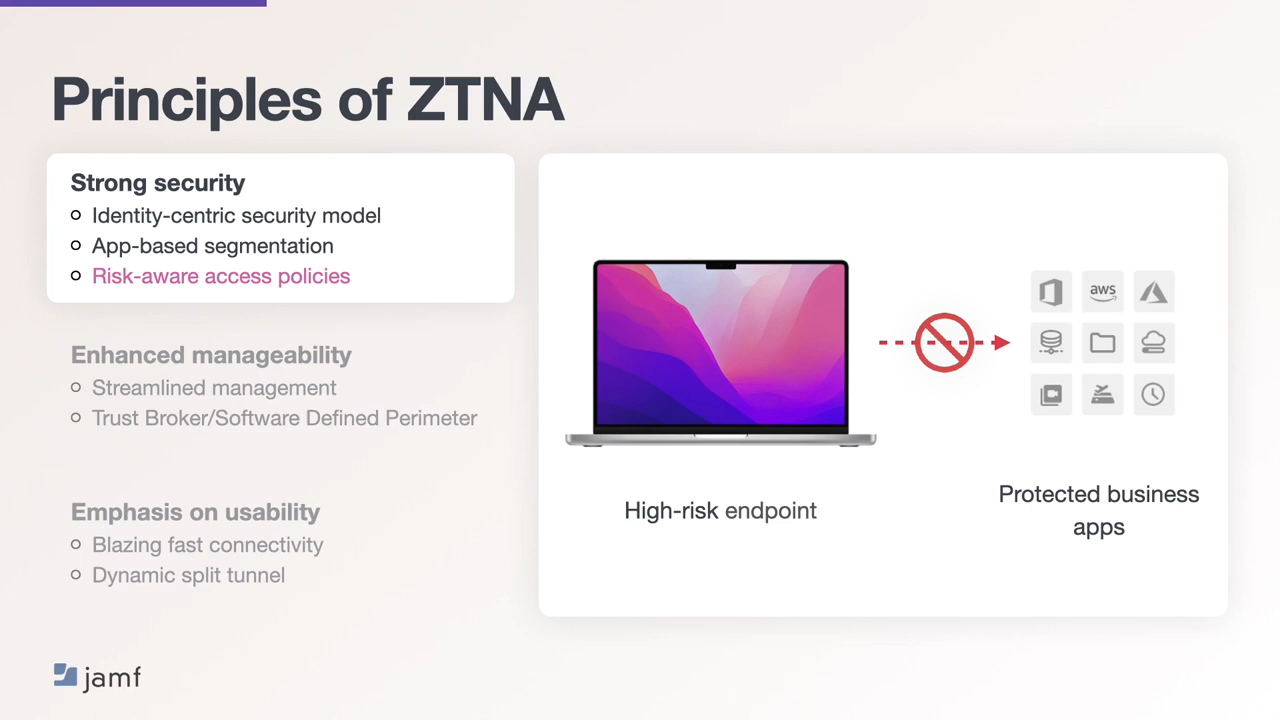 Principles of ZTNA
Strong security
Identity-centric security model
App-based segmentation
Risk-aware access policies
Enhanced manageability
Streamlined management
Trust Broker/Software Defined Perimeter
Emphasis on usability
Blazing fast connectivity
Dynamic split tunnel
aws
High-risk endpoint
Protected business
apps
jamf